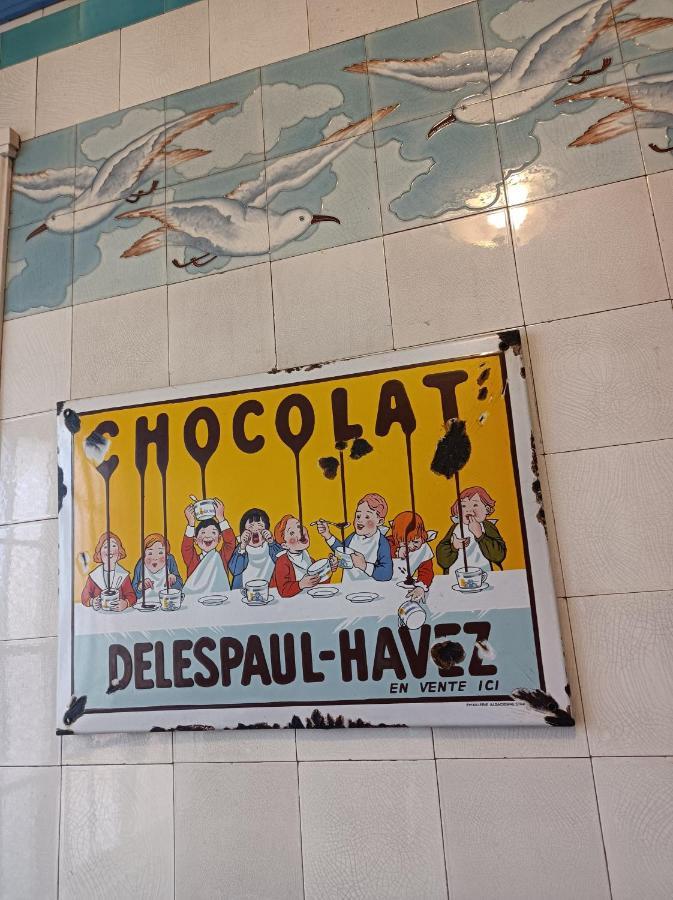 CHOCOLAT
DELESPAUL-HAVEZ
EN VENTE ICI